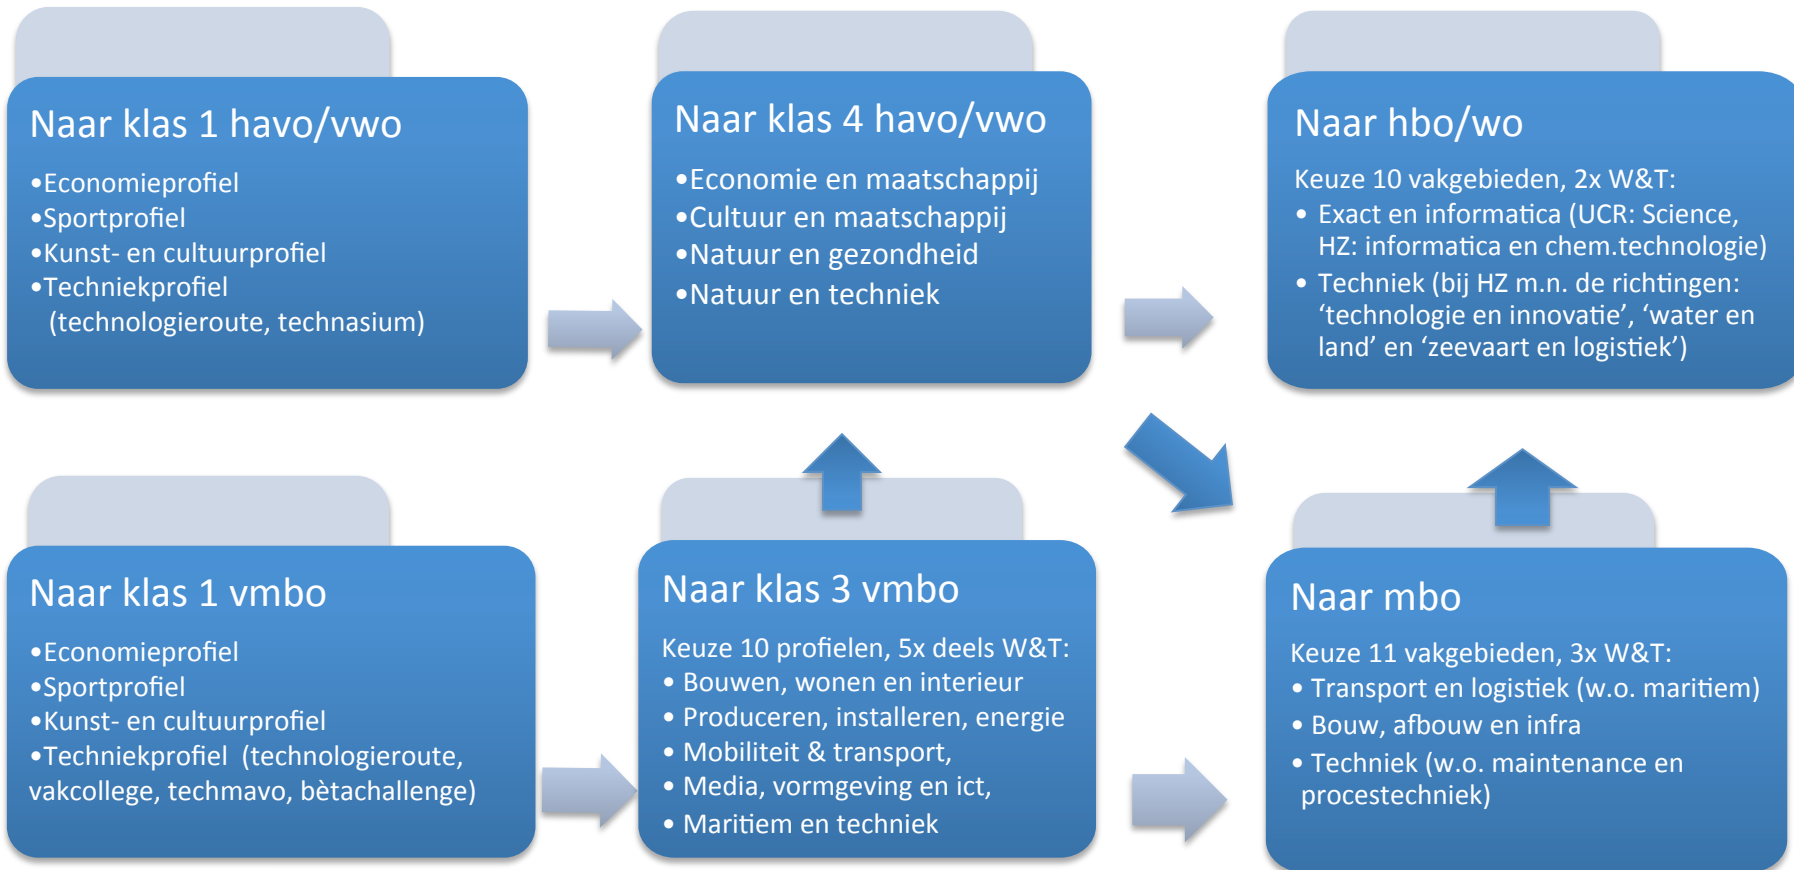 Naar klas 1 havo/vwo
•Economieprofiel
•Sportprofiel
•Kunst- en cultuurprofiel
•Techniekprofiel
(technologieroute, technasium)
Naar klas 4 havo/vwo
•Economie en maatschappij
•Cultuur en maatschappij
•Natuur en gezondheid
•Natuur en techniek
Naar hbo/wo
Keuze 10 vakgebieden, 2x W&T:
• Exact en informatica (UCR: Science,
HZ: informatica en chem.technologie)
• Techniek (bij HZ m.n. de richtingen:
‘technologie en innovatie’, ‘water en
land’ en ‘zeevaart en logistiek’)
Naar klas 1 vmbo
•Economieprofiel
•Sportprofiel
•Kunst- en cultuurprofiel
•Techniekprofiel (technologieroute,
vakcollege, techmavo, bètachallenge)
Naar klas 3 vmbo
Keuze 10 profielen, 5x deels W&T:
• Bouwen, wonen en interieur
• Produceren, installeren, energie
• Mobiliteit & transport,
• Media, vormgeving en ict,
• Maritiem en techniek
Naar mbo
Keuze 11 vakgebieden, 3x W&T:
• Transport en logistiek (w.o. maritiem)
• Bouw, afbouw en infra
• Techniek (w.o. maintenance en
procestechniek)